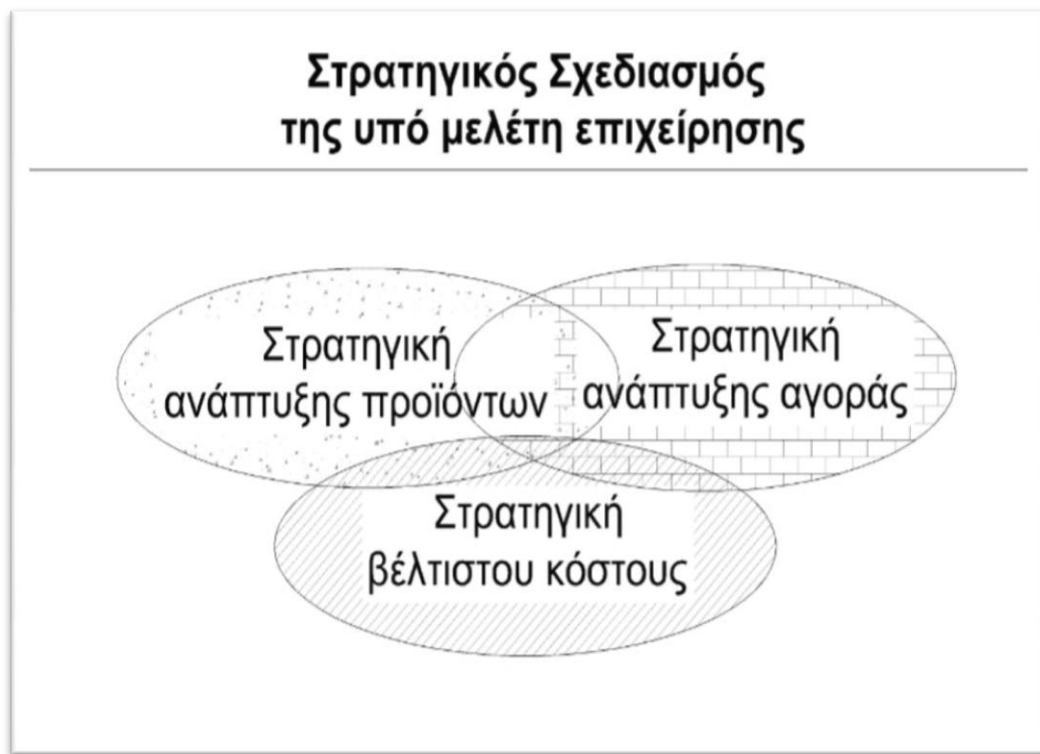 Στρατηγικός Σχεδιασμός
της υπό μελέτη επιχείρησης
Στρατηγική
ανάπτυξης προϊόντων
Στρατηγική
ανάπτυξης αγοράς
Στρατηγική
βέλτιστου κόστους